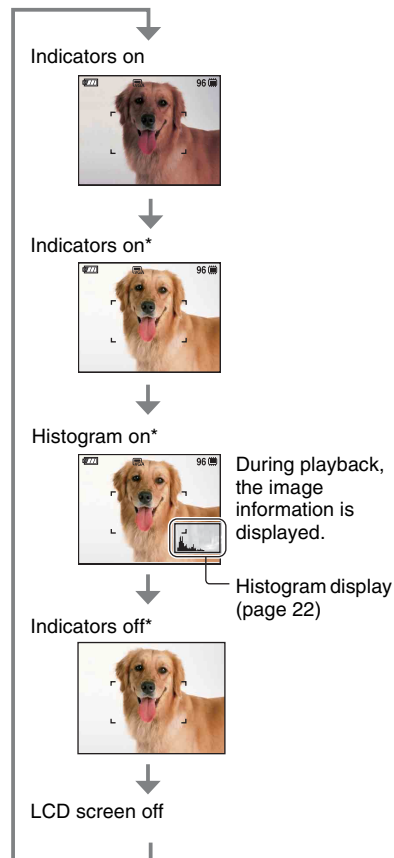 Indicators on
96
Indicators on*
96
Histogram on*
96
During playback,
the image
information is
displayed.
Histogram display
(page 22)
Indicators off*
LCD screen off